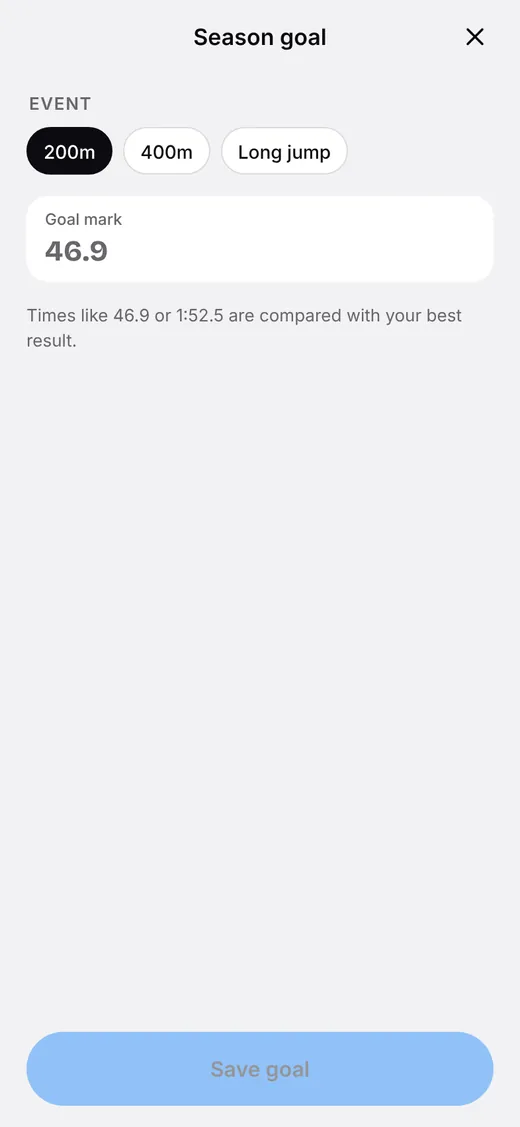 Season goal
EVENT
200m 400m Long jump
Goal mark
46.9
Times like 46.9 or 1:52.5 are compared with your best
result.
Save goal